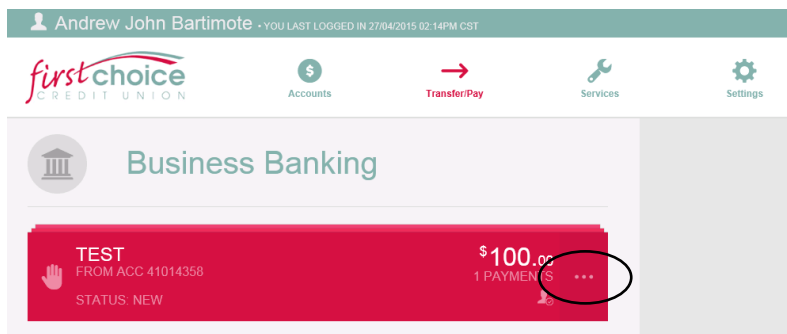 Andrew John Bartimote • YOU LAST LOGGED IN 27/04/2015 02:14PM CST
first choice
CREDIT UNION
Accounts
Transfer/Pay
Services
Settings
Business Banking
TEST
$100.00
FROM ACC 41014358
1 PAYMENTS
STATUS: NEW